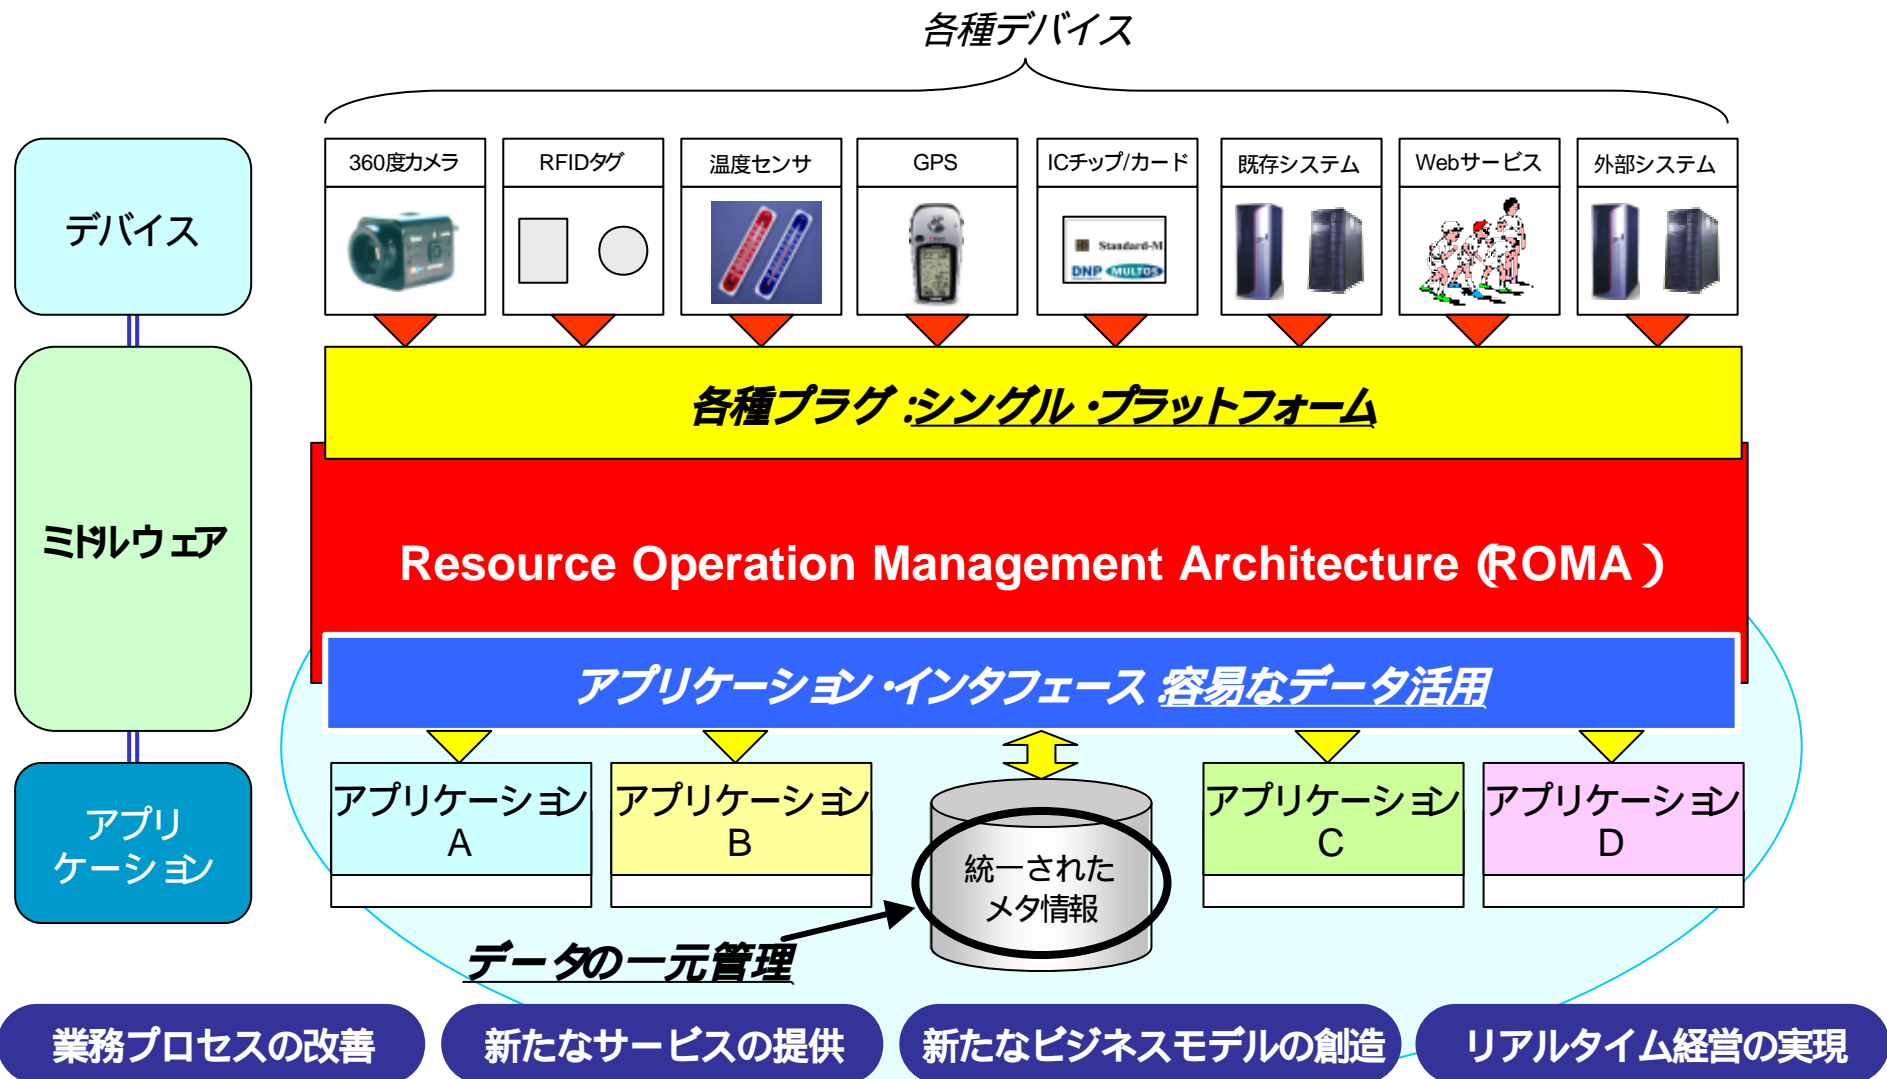 各種デバイス
360度カメラ
RFIDタグ
温度センサ
GPS
ICチップ/カード
既存システム
Webサービス
外部システム
デバイス
Standard-M
DNP MULTOS
各種プラグ:シングル・プラットフォーム
ミドルウェア
Resource Operation Management Architecture (ROMA)
アプリケーション・インタフェース:容易なデータ活用
アプリ
ケーション
アプリケーション
A
アプリケーション
B
統一された
メタ情報
アプリケーション
C
アプリケーション
D
データの一元管理
業務プロセスの改善
新たなサービスの提供
新たなビジネスモデルの創造
リアルタイム経営の実現